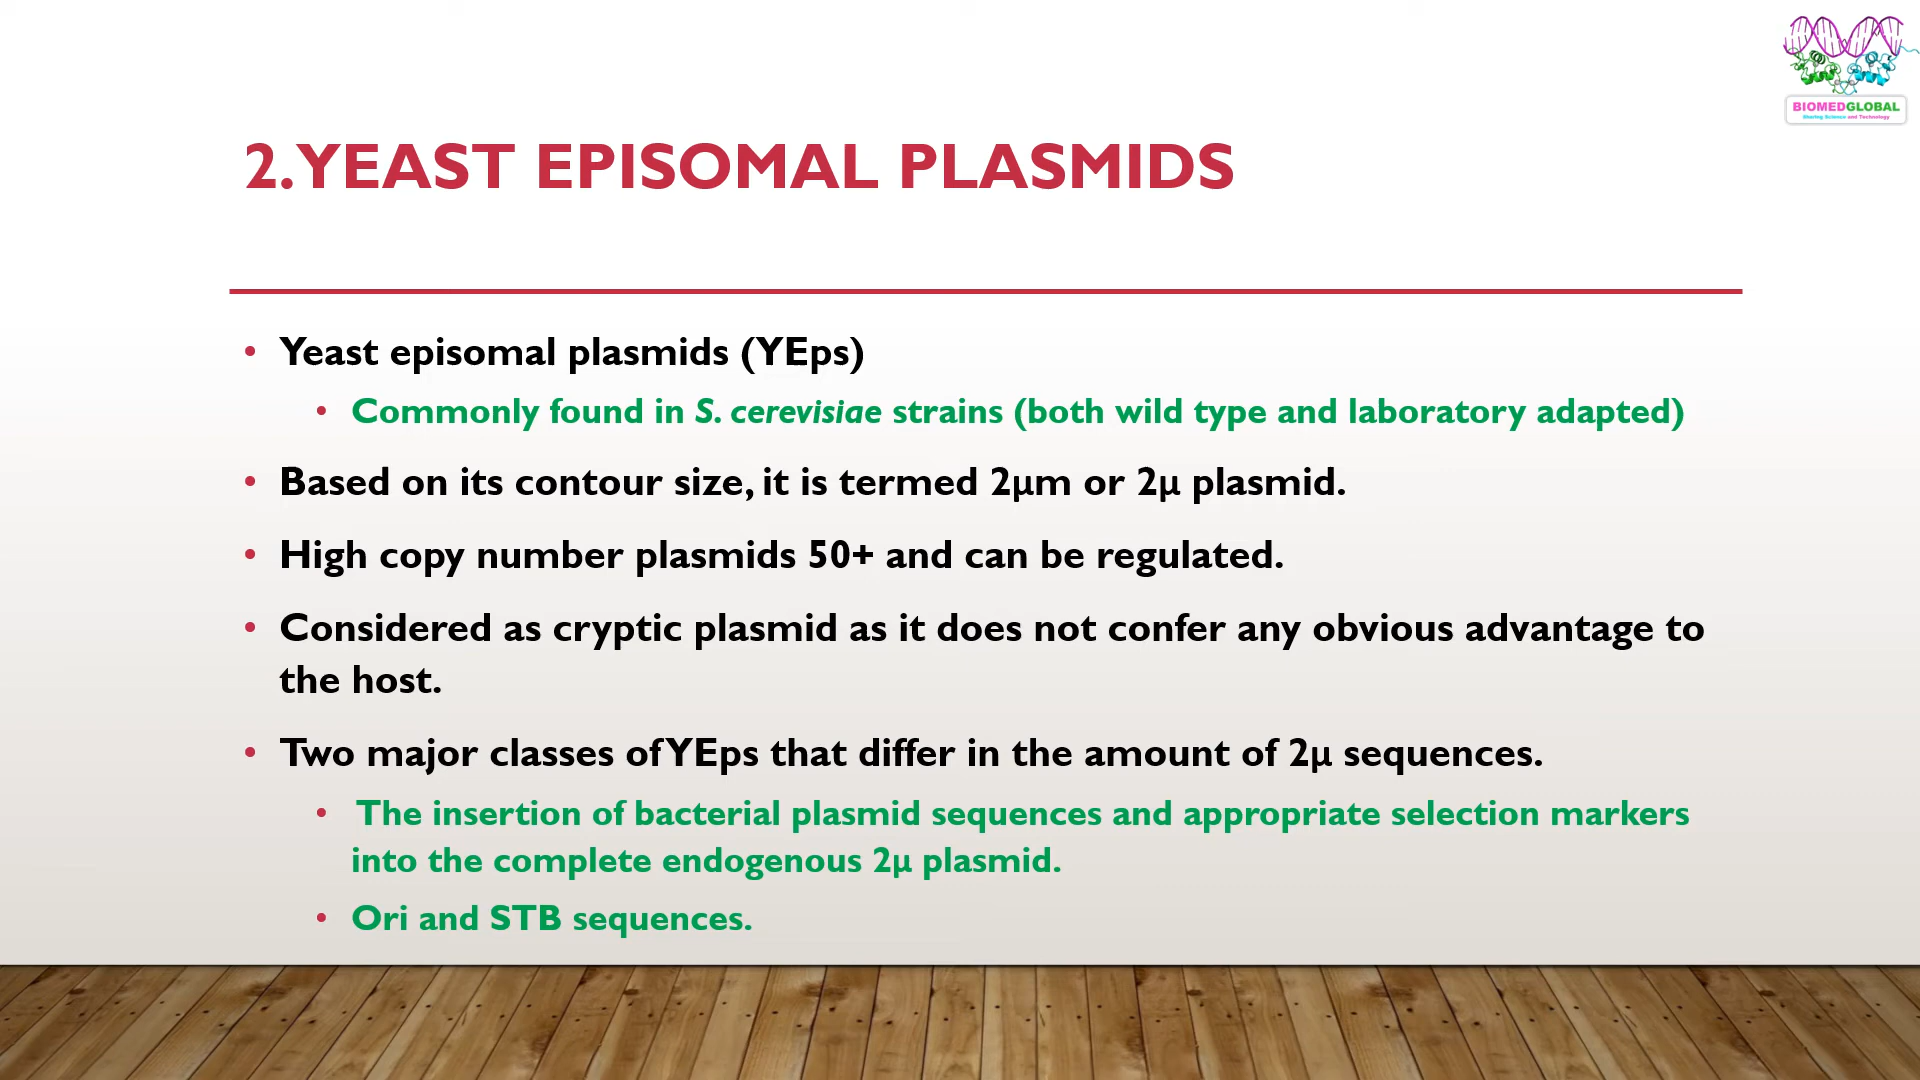 BIOMEDGLOBAL
Sharing Science and Technology
2.YEAST EPISOMAL PLASMIDS
• Yeast episomal plasmids (YEps)
• Commonly found in S. cerevisiae strains (both wild type and laboratory adapted)
• Based on its contour size, it is termed 2µm or 2µ plasmid.
• High copy number plasmids 50+ and can be regulated.
• Considered as cryptic plasmid as it does not confer any obvious advantage to
the host.
• Two major classes of YEps that differ in the amount of 2µ sequences.
• The insertion of bacterial plasmid sequences and appropriate selection markers
into the complete endogenous 2µ plasmid.
• Ori and STB sequences.